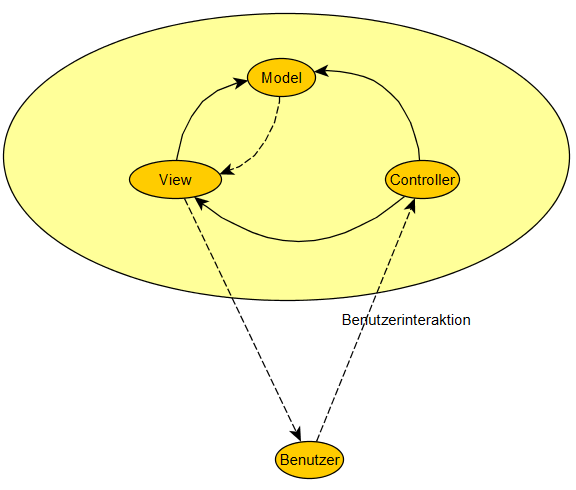 Model
View
Controller
Benutzerinteraktion
Benutzer